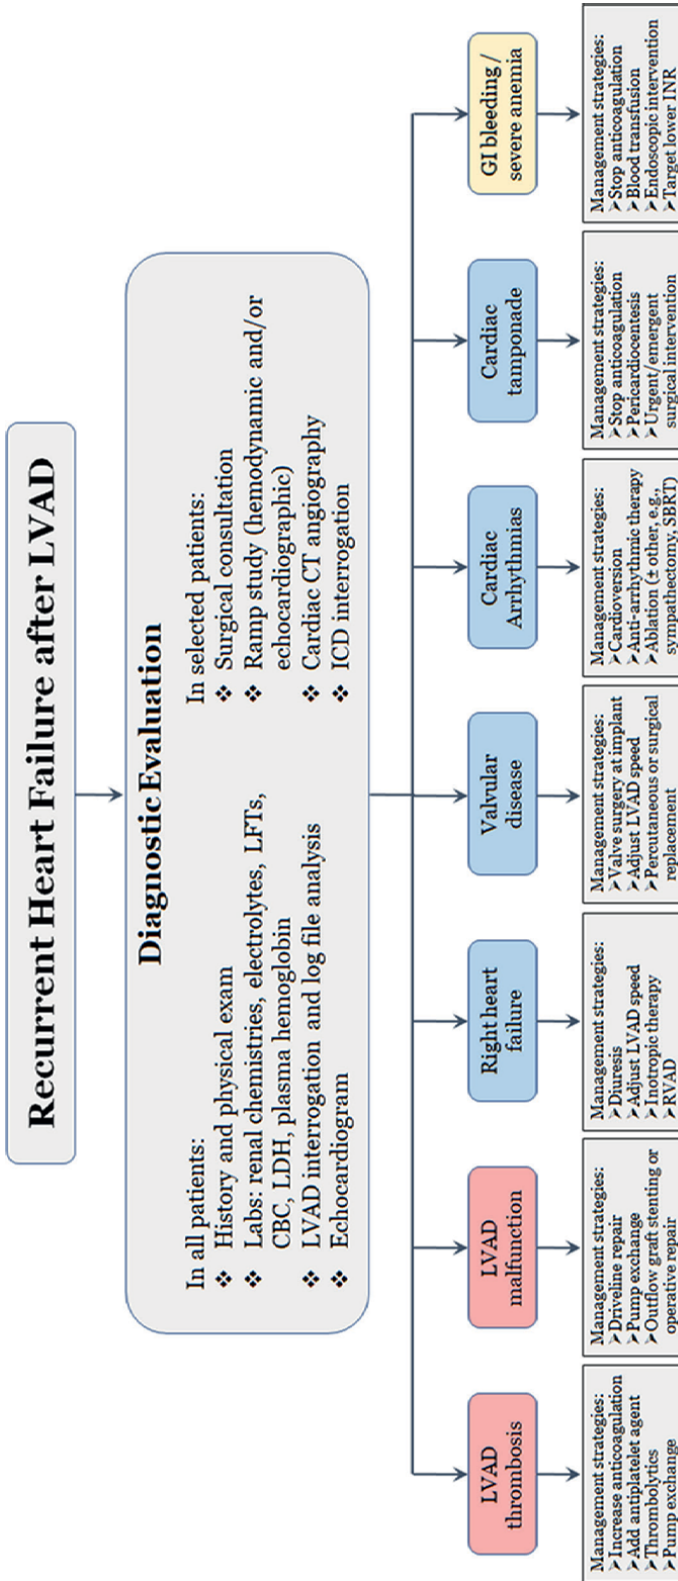 Recurrent Heart Failure after LVAD
Diagnostic Evaluation
In all patients:
❖ History and physical exam
❖ Labs: renal chemistries, electrolytes, LFTs,
CBC, LDH, plasma hemoglobin
❖ LVAD interrogation and log file analysis
❖ Echocardiogram
In selected patients:
❖ Surgical consultation
❖ Ramp study (hemodynamic and/or
echocardiographic)
❖ Cardiac CT angiography
❖ ICD interrogation
LVAD
thrombosis
Management strategies:
➢Increase anticoagulation
➢Add antiplatelet agent
➢Thrombolytics
➢Pump exchange
LVAD
malfunction
Management strategies:
➢Driveline repair
➢Pump exchange
➢Outflow graft stenting or
operative repair
Right heart
failure
Management strategies:
➢Diuresis
➢Adjust LVAD speed
➢Inotropic therapy
➢RVAD
Valvular
disease
Management strategies:
➢Valve surgery at implant
➢Adjust LVAD speed
➢Percutaneous or surgical
replacement
Cardiac
Arrhythmias
Management strategies:
➢Cardioversion
➢Anti-arrhythmic therapy
➢Ablation (± other, e.g.,
sympathectomy, SBRT)
Cardiac
tamponade
Management strategies:
➢Stop anticoagulation
➢Pericardiocentesis
➢Urgent/emergent
surgical intervention
GI bleeding /
severe anemia
Management strategies:
➢Stop anticoagulation
➢Blood transfusion
➢Endoscopic intervention
➢Target lower INR